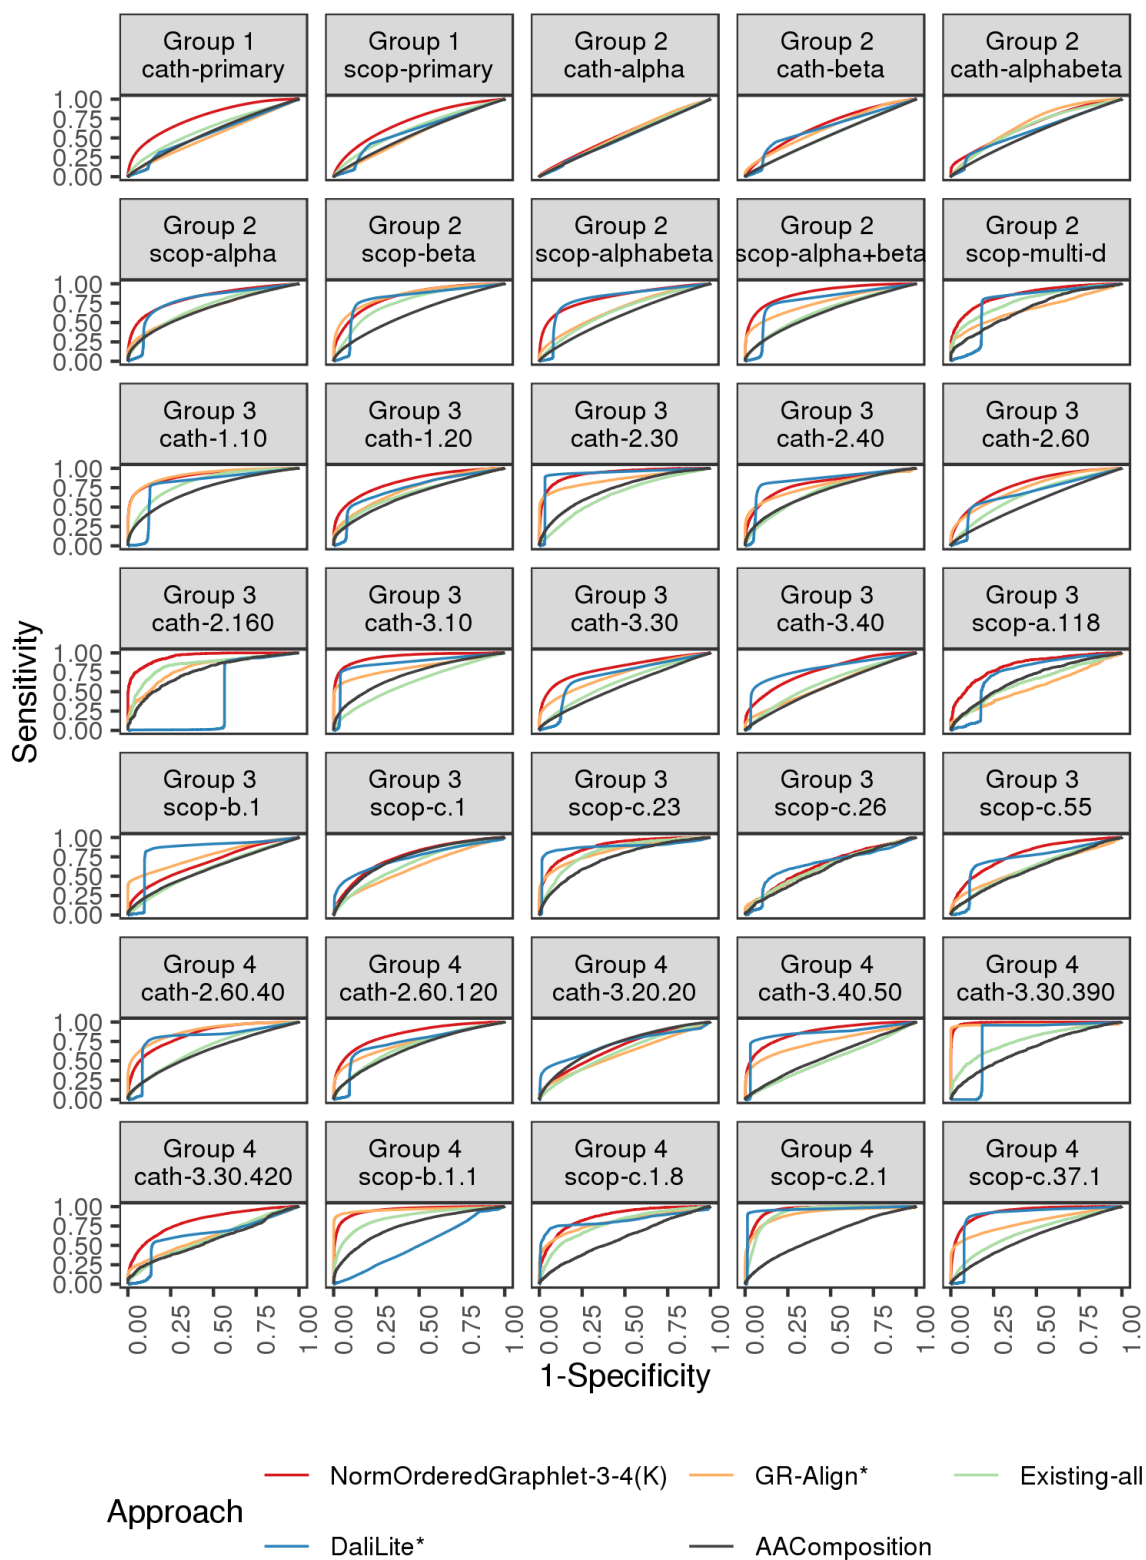 Group 1
cath-primary
Group 1
scop-primary
Group 2
cath-alpha
Group 2
cath-beta
Group 2
cath-alphabeta
1.00
0.75
0.50
0.25
0.00
Group 2
scop-alpha
Group 2
scop-beta
Group 2
scop-alphabeta
Group 2
scop-alpha+beta
Group 2
scop-multi-d
1.00
0.75
0.50
0.25
0.00
Group 3
cath-1.10
Group 3
cath-1.20
Group 3
cath-2.30
Group 3
cath-2.40
Group 3
cath-2.60
1.00
0.75
0.50
0.25
0.00
Group 3
cath-2.160
Group 3
cath-3.10
Group 3
cath-3.30
Group 3
cath-3.40
Group 3
scop-a.118
1.00
0.75
0.50
0.25
0.00
Sensitivity
Group 3
scop-b.1
Group 3
scop-c.1
Group 3
scop-c.23
Group 3
scop-c.26
Group 3
scop-c.55
1.00
0.75
0.50
0.25
0.00
Group 4
cath-2.60.40
Group 4
cath-2.60.120
Group 4
cath-3.20.20
Group 4
cath-3.40.50
Group 4
cath-3.30.390
1.00
0.75
0.50
0.25
0.00
Group 4
cath-3.30.420
Group 4
scop-b.1.1
Group 4
scop-c.1.8
Group 4
scop-c.2.1
Group 4
scop-c.37.1
1.00
0.75
0.50
0.25
0.00
0.00 0.25 0.50 0.75 1.00
0.00 0.25 0.50 0.75 1.00
0.00 0.25 0.50 0.75 1.00
0.00 0.25 0.50 0.75 1.00
0.00 0.25 0.50 0.75 1.00
1-Specificity
Approach
NormOrderedGraphlet-3-4(K)
GR-Align*
Existing-all
DaliLite*
AAComposition